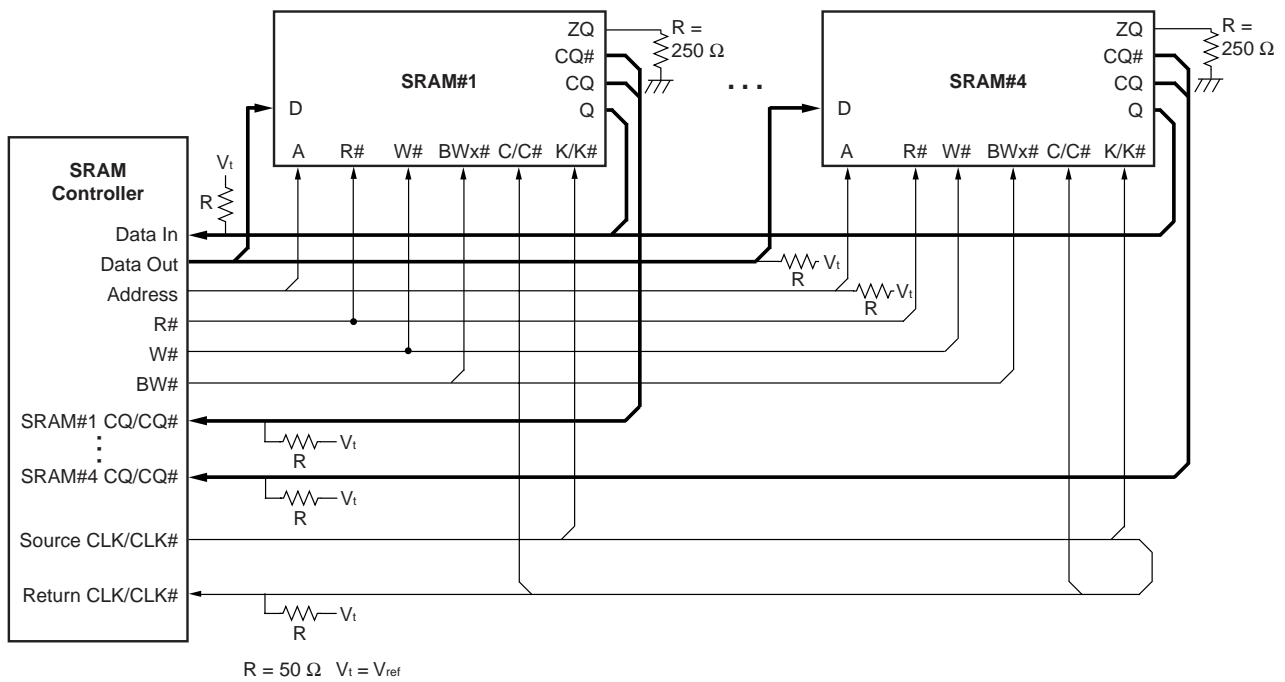 ZQ
R =
250 Ω
CQ#
SRAM#1
CQ
D
Q
A R# W# BWx# C/C# K/K#
...
ZQ
R =
250 Ω
CQ#
SRAM#4
CQ
D
Q
A R# W# BWx# C/C# K/K#
SRAM
Controller
Vt
R
Data In
Data Out
Vt
R
Address
Vt
R
R#
W#
BW#
SRAM#1 CQ/CQ#
Vt
R
SRAM#4 CQ/CQ#
Vt
R
Source CLK/CLK#
Return CLK/CLK#
Vt
R
R = 50 Ω Vt = Vref